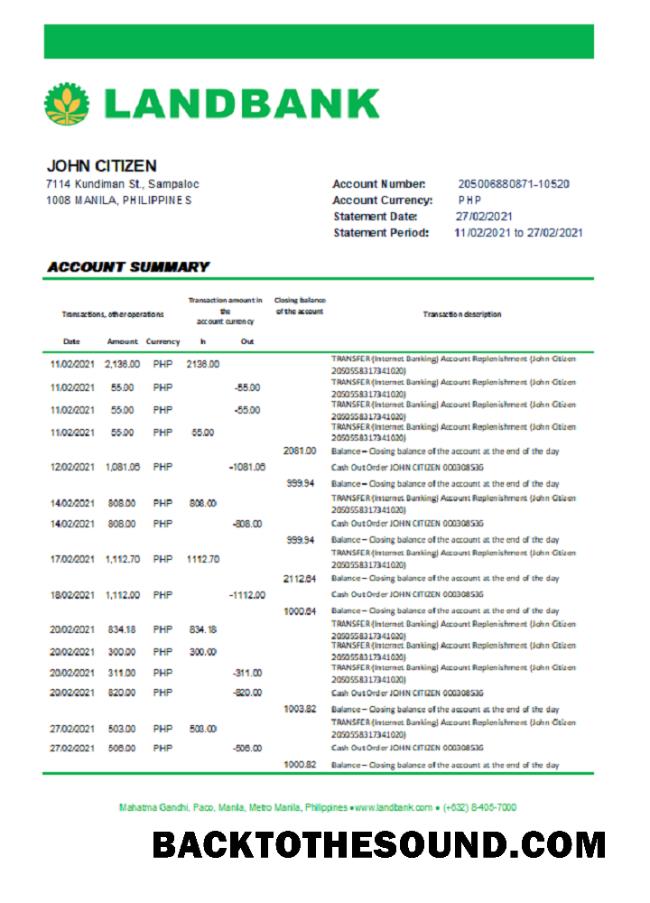 LANDBANK
JOHN CITIZEN
7114 Kundiman St., Sampaloc
1008 MANILA, PHILIPPINES
Account Number: 205006880871-10520
Account Currency: PHP
Statement Date: 27/02/2021
Statement Period: 11/02/2021 to 27/02/2021
ACCOUNT SUMMARY
Transactions, other operations
Transaction amount in
the
account currency
Closing balance
of the account
Transaction description
Date Amount Currency In Out
11/02/2021 2,136.00 PHP 2136.00 TRANSFER (Internet Banking) Account Replenishment (John Citizen
2050558317341020)
11/02/2021 55.00 PHP -55.00 TRANSFER (Internet Banking) Account Replenishment (John Citizen
2050558317341020)
11/02/2021 55.00 PHP -55.00 TRANSFER (Internet Banking) Account Replenishment (John Citizen
2050558317341020)
11/02/2021 55.00 PHP 55.00 TRANSFER (Internet Banking) Account Replenishment (John Citizen
2050558317341020)
2081.00 Balance – Closing balance of the account at the end of the day
12/02/2021 1,081.06 PHP -1081.06 Cash Out Order JOHN CITIZEN 000308536
999.94 Balance – Closing balance of the account at the end of the day
14/02/2021 808.00 PHP 808.00 TRANSFER (Internet Banking) Account Replenishment (John Citizen
2050558317341020)
14/02/2021 808.00 PHP -808.00 Cash Out Order JOHN CITIZEN 000308536
999.94 Balance – Closing balance of the account at the end of the day
17/02/2021 1,112.70 PHP 1112.70 TRANSFER (Internet Banking) Account Replenishment (John Citizen
2050558317341020)
2112.64 Balance – Closing balance of the account at the end of the day
18/02/2021 1,112.00 PHP -1112.00 Cash Out Order JOHN CITIZEN 000308536
1000.64 Balance – Closing balance of the account at the end of the day
20/02/2021 834.18 PHP 834.18 TRANSFER (Internet Banking) Account Replenishment (John Citizen
2050558317341020)
20/02/2021 300.00 PHP 300.00 TRANSFER (Internet Banking) Account Replenishment (John Citizen
2050558317341020)
20/02/2021 311.00 PHP -311.00 TRANSFER (Internet Banking) Account Replenishment (John Citizen
2050558317341020)
20/02/2021 820.00 PHP -820.00 Cash Out Order JOHN CITIZEN 000308536
1003.82 Balance – Closing balance of the account at the end of the day
27/02/2021 503.00 PHP 503.00 TRANSFER (Internet Banking) Account Replenishment (John Citizen
2050558317341020)
27/02/2021 506.00 PHP -506.00 Cash Out Order JOHN CITIZEN 000308536
1000.82 Balance – Closing balance of the account at the end of the day
Mahatma Gandhi, Paco, Manila, Metro Manila, Philippines •www.landbank.com • (+632) 8-405-7000
BACKTOTHESOUND.COM